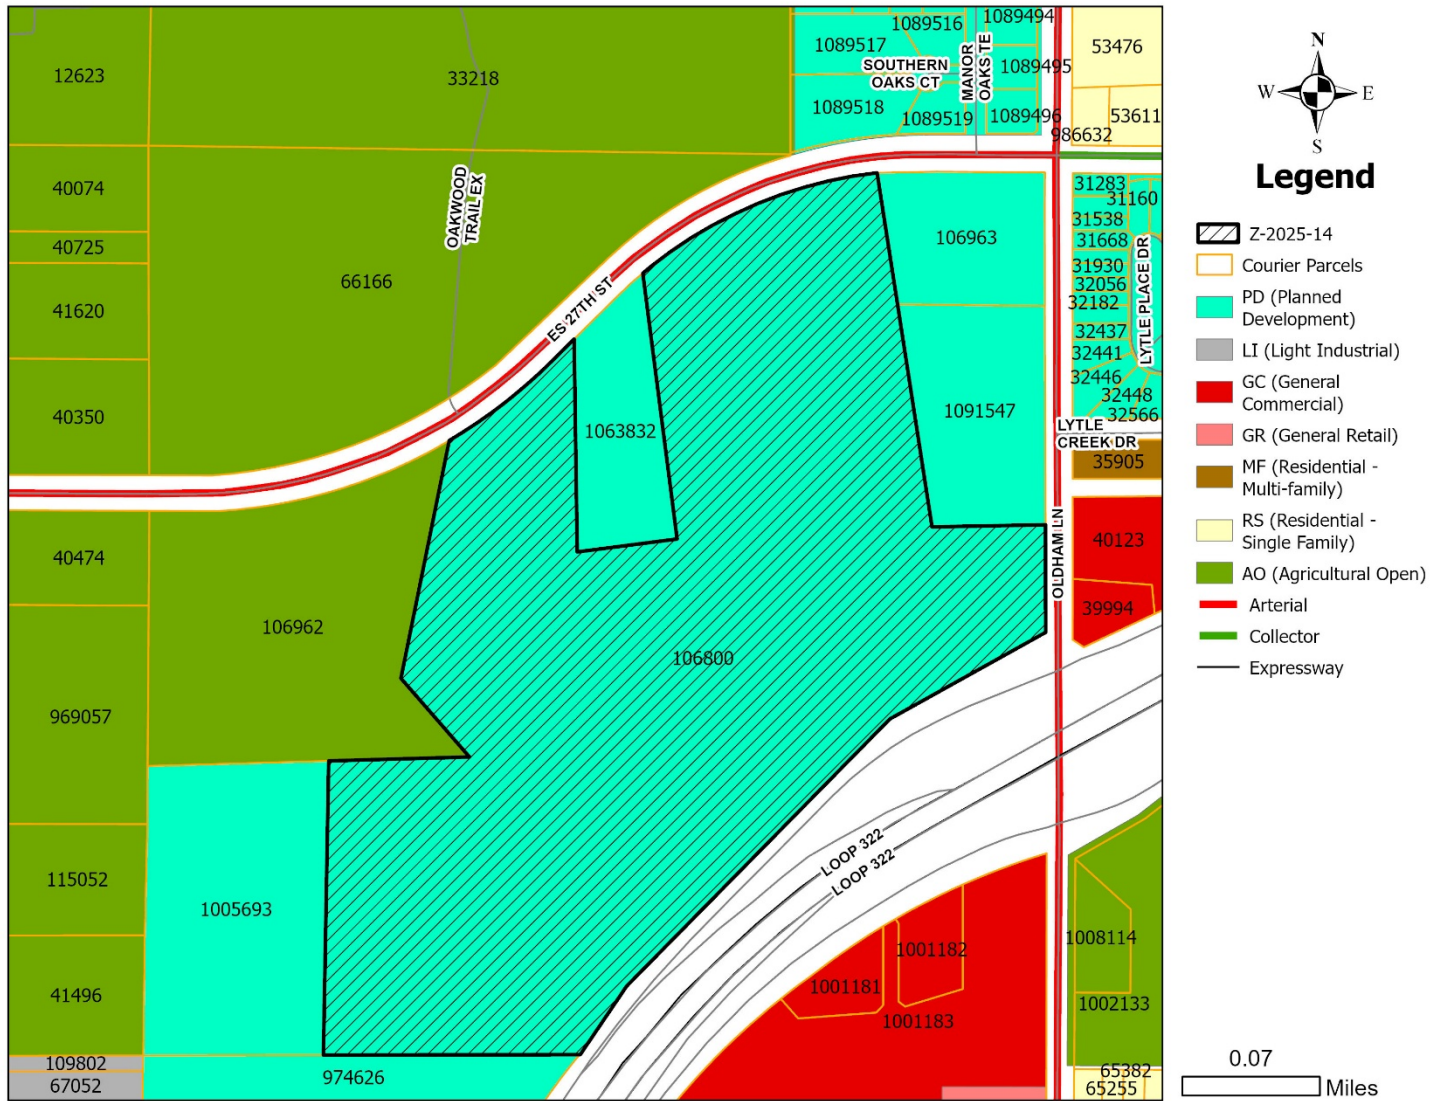 12623
33218
1089516
1089494
1089517
SOUTHERN
OAKS CT
MANOR
OAKS TE
1089495
53476
1089518
1089519
1089496
53611
986632
40074
OAKWOOD
TRAIL EX
40725
66166
41620
40350
ES 27TH ST
1063832
106963
1091547
31283
31160
31538
31668
31930
32056
32182
32437
32441
32446
32448
32566
LYTLE PLACE DR
LYTLE
CREEK DR
35905
40123
39994
OLDHAM LN
40474
106962
106800
969057
115052
1005693
41496
109802
67052
974626
LOOP 322
LOOP 322
1001182
1001181
1001183
1008114
1002133
65382
65255
N
W
E
S
Legend
Z-2025-14
Courier Parcels
PD (Planned
Development)
LI (Light Industrial)
GC (General
Commercial)
GR (General Retail)
MF (Residential -
Multi-family)
RS (Residential -
Single Family)
AO (Agricultural Open)
Arterial
Collector
Expressway
0.07
Miles